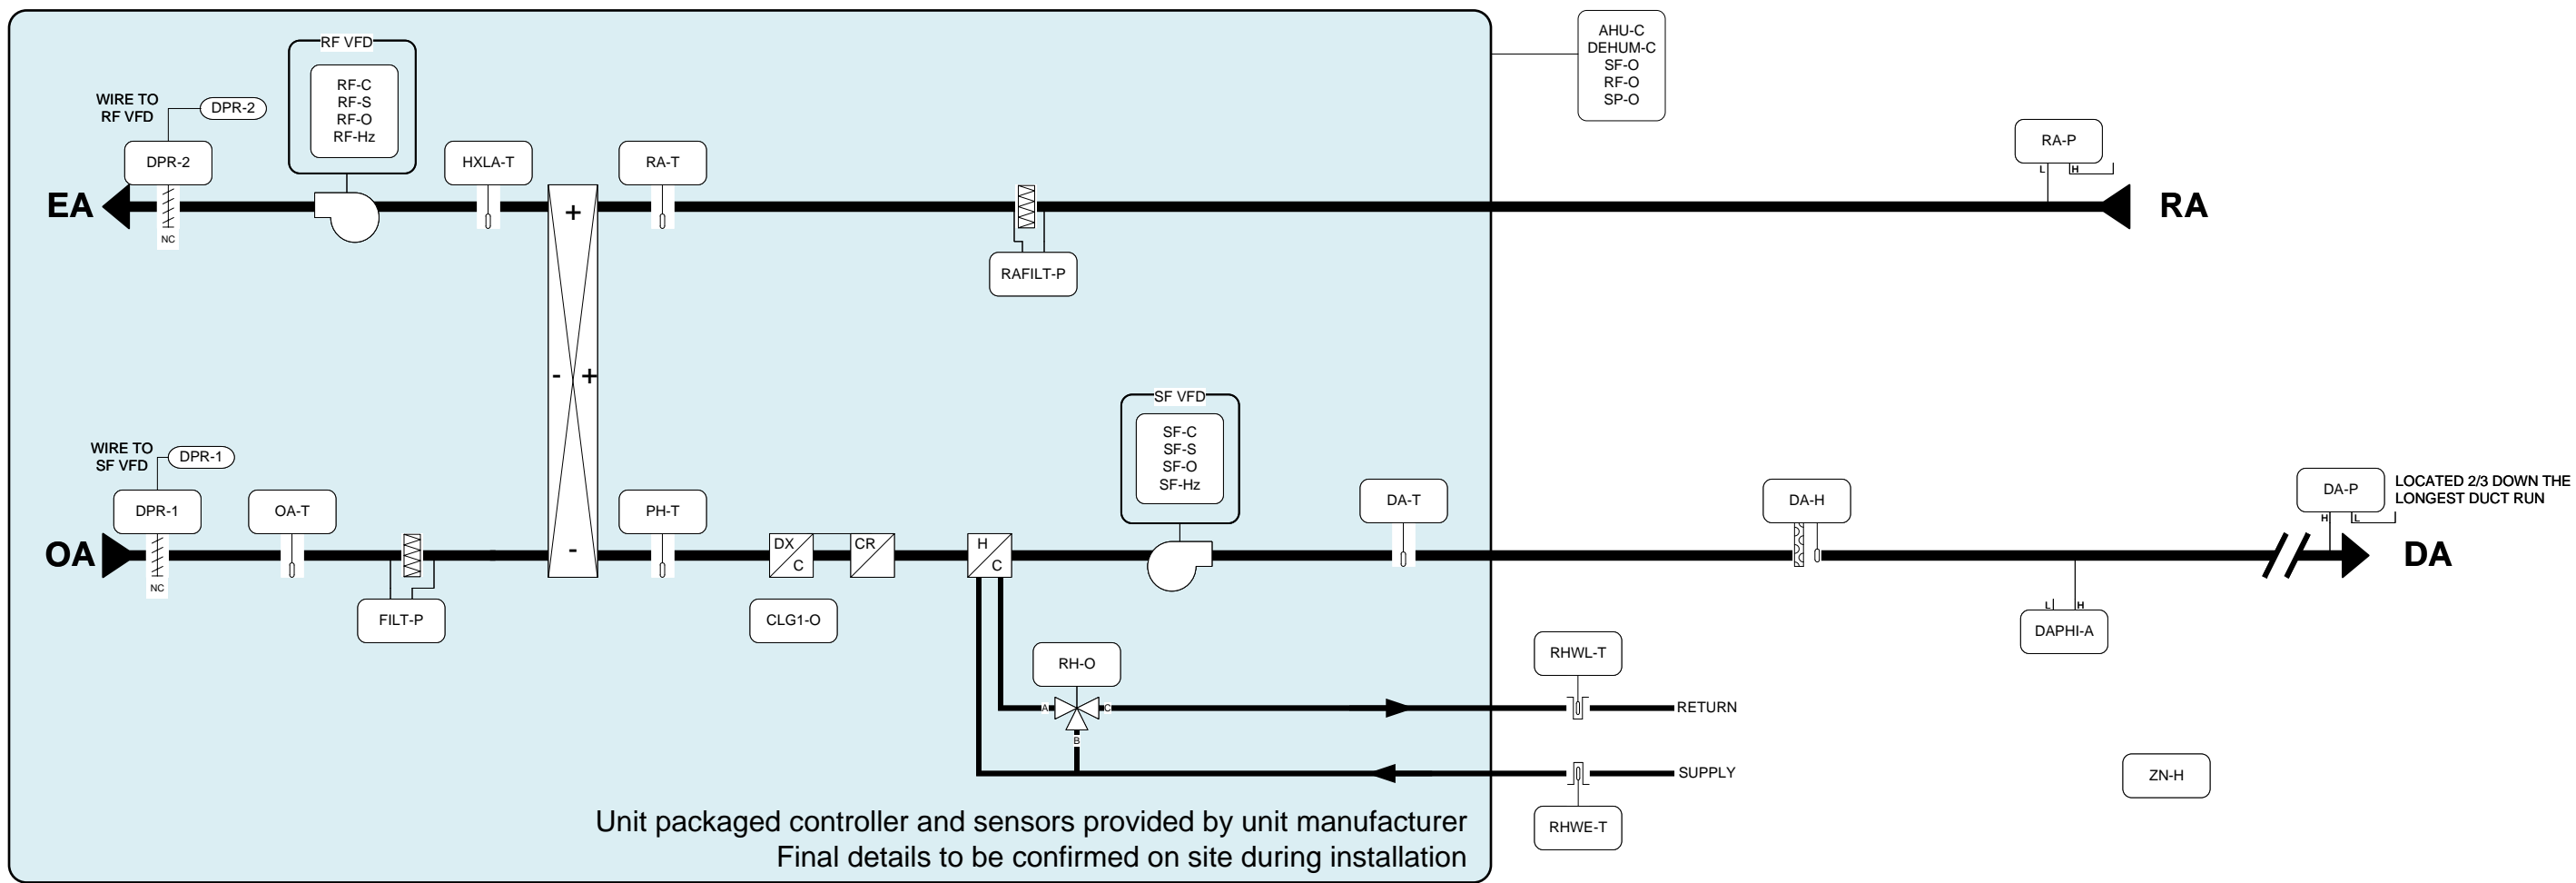 RF VFD
RF-C
RF-S
RF-O
RF-Hz
AHU-C
DEHUM-C
SF-O
RF-O
SP-O
WIRE TO
RF VFD
DPR-2
DPR-2
HXLA-T
RA-T
RA-P
L
H
EA
NC
+
RA
RAFILT-P
-
+
SF VFD
SF-C
SF-S
SF-O
SF-Hz
WIRE TO
SF VFD
DPR-1
DPR-1
OA-T
PH-T
DA-T
DA-H
DA-P
LOCATED 2/3 DOWN THE
LONGEST DUCT RUN
H
L
OA
NC
-
DX
C
CR
H
C
DA
FILT-P
CLG1-O
L
H
DAPHI-A
RH-O
RHWL-T
A
C
B
RETURN
SUPPLY
ZN-H
RHWE-T
Unit packaged controller and sensors provided by unit manufacturer
Final details to be confirmed on site during installation